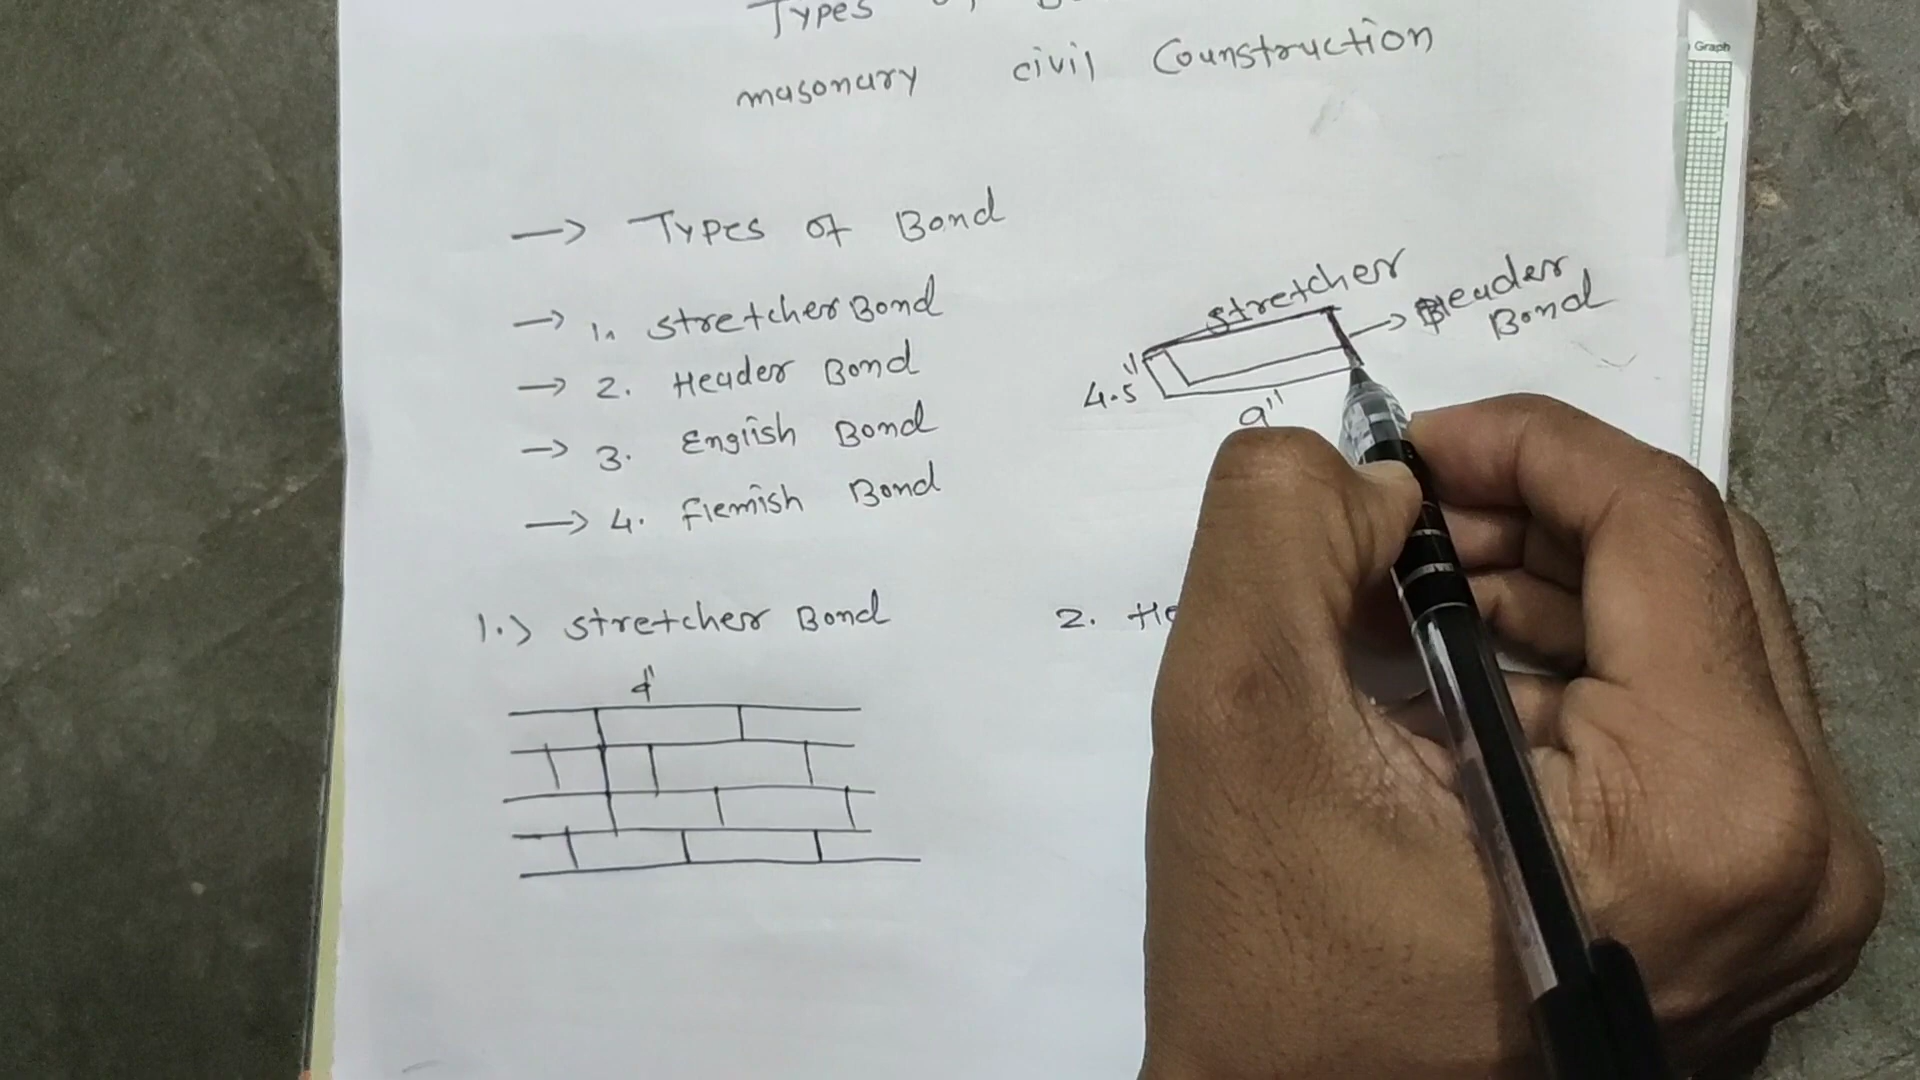 Types
masonary civil Counstruction
Graph
→ Types of Bond
→ 1. stretcher Bond
→ 2. Header Bond
→ 3. English Bond
→ 4. flemish Bond
stretcher
→ Header
Bond
4.5"
9"
1.) stretcher Bond
2. He